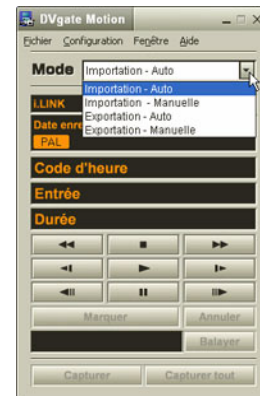 DVgate Motion
Fichier Configuration Fenêtre Aide
Mode Importation - Auto
Importation - Auto
i.LINK Importation - Manuelle
Exportation - Auto
Date enre Exportation - Manuelle
PAL
Code d'heure
Entrée
Durée
Marquer Annuler
Balayer
Capturer Capturer tout